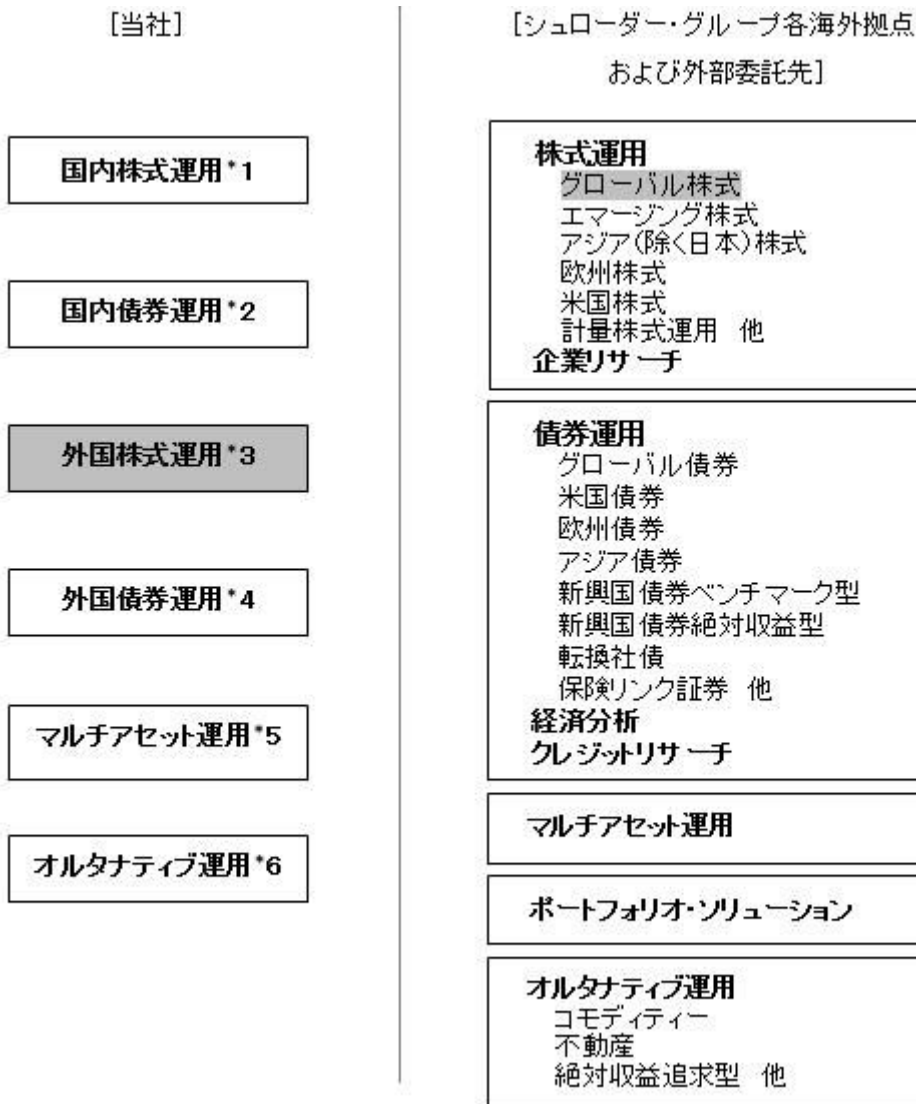 [当社]
国内株式運用*1
国内債券運用*2
外国株式運用*3
外国債券運用*4
マルチアセット運用*5
オルタナティブ運用*6
[シュローダー・グループ各海外拠点
および外部委託先]
株式運用
グローバル株式
エマージング株式
アジア(除く日本)株式
欧州株式
米国株式
計量株式運用 他
企業リサーチ
債券運用
グローバル債券
米国債券
欧州債券
アジア債券
新興国債券ベンチマーク型
新興国債券絶対収益型
転換社債
保険リンク証券 他
経済分析
クレジットリサーチ
マルチアセット運用
ポートフォリオ・ソリューション
オルタナティブ運用
コモディティー
不動産
絶対収益追求型 他